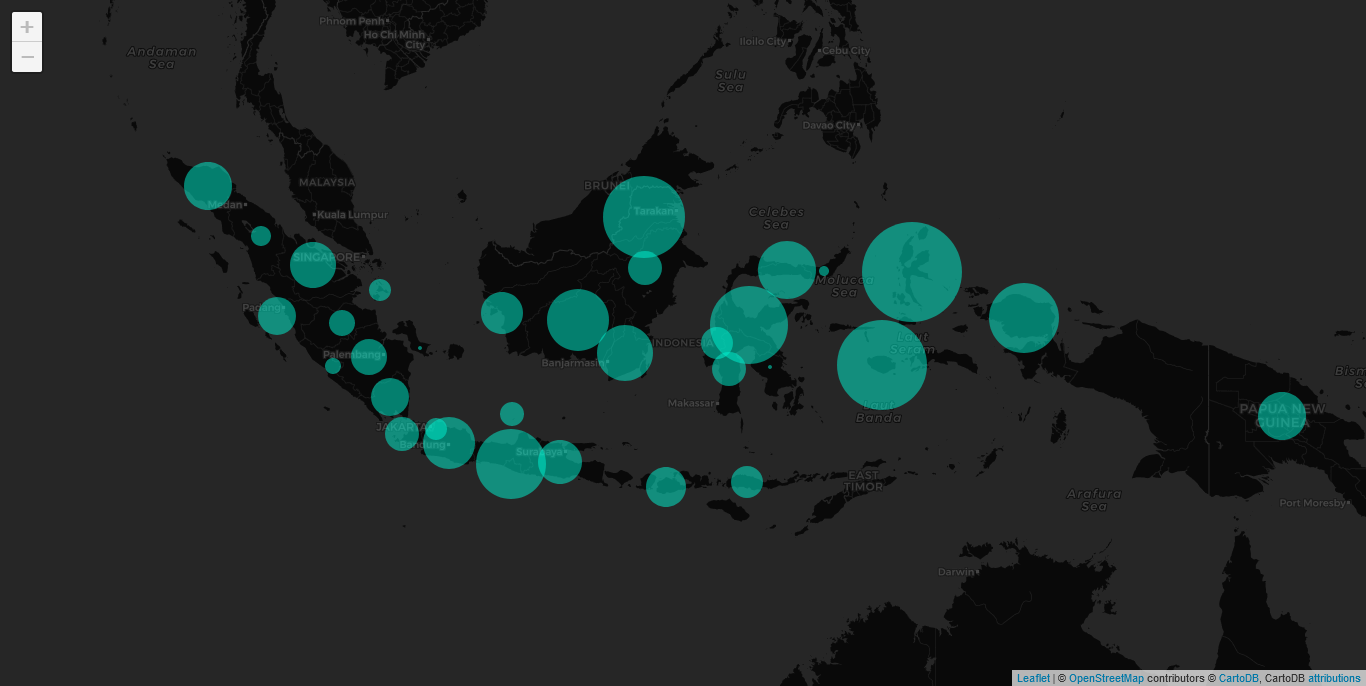 +
−
Phnom Penh
Ho Chi Minh
City
Andaman
Sea
Iloilo City
Cebu City
Sulu
Sea
Davao City
MALAYSIA
BRUNEI
Medan
Kuala Lumpur
Tarakan
Celebes
Sea
SINGAPORE
Molucca
Sea
Padang
INDONESIA
Laut
Seram
Palembang
Banjarmasin
Makassar
Laut
Banda
JAKARTA
Bandung
Surabaya
EAST
TIMOR
PAPUA NEW
GUINEA
Arafura
Sea
Port Moresby
Darwin
Leaflet | © OpenStreetMap contributors © CartoDB, CartoDB attributions